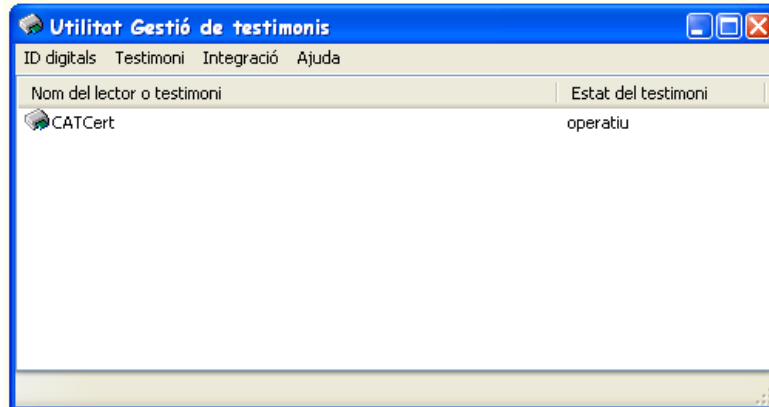 Utilitat Gestió de testimonis
ID digitals Testimoni Integració Ajuda
Nom del lector o testimoni Estat del testimoni
CATCert operatiu